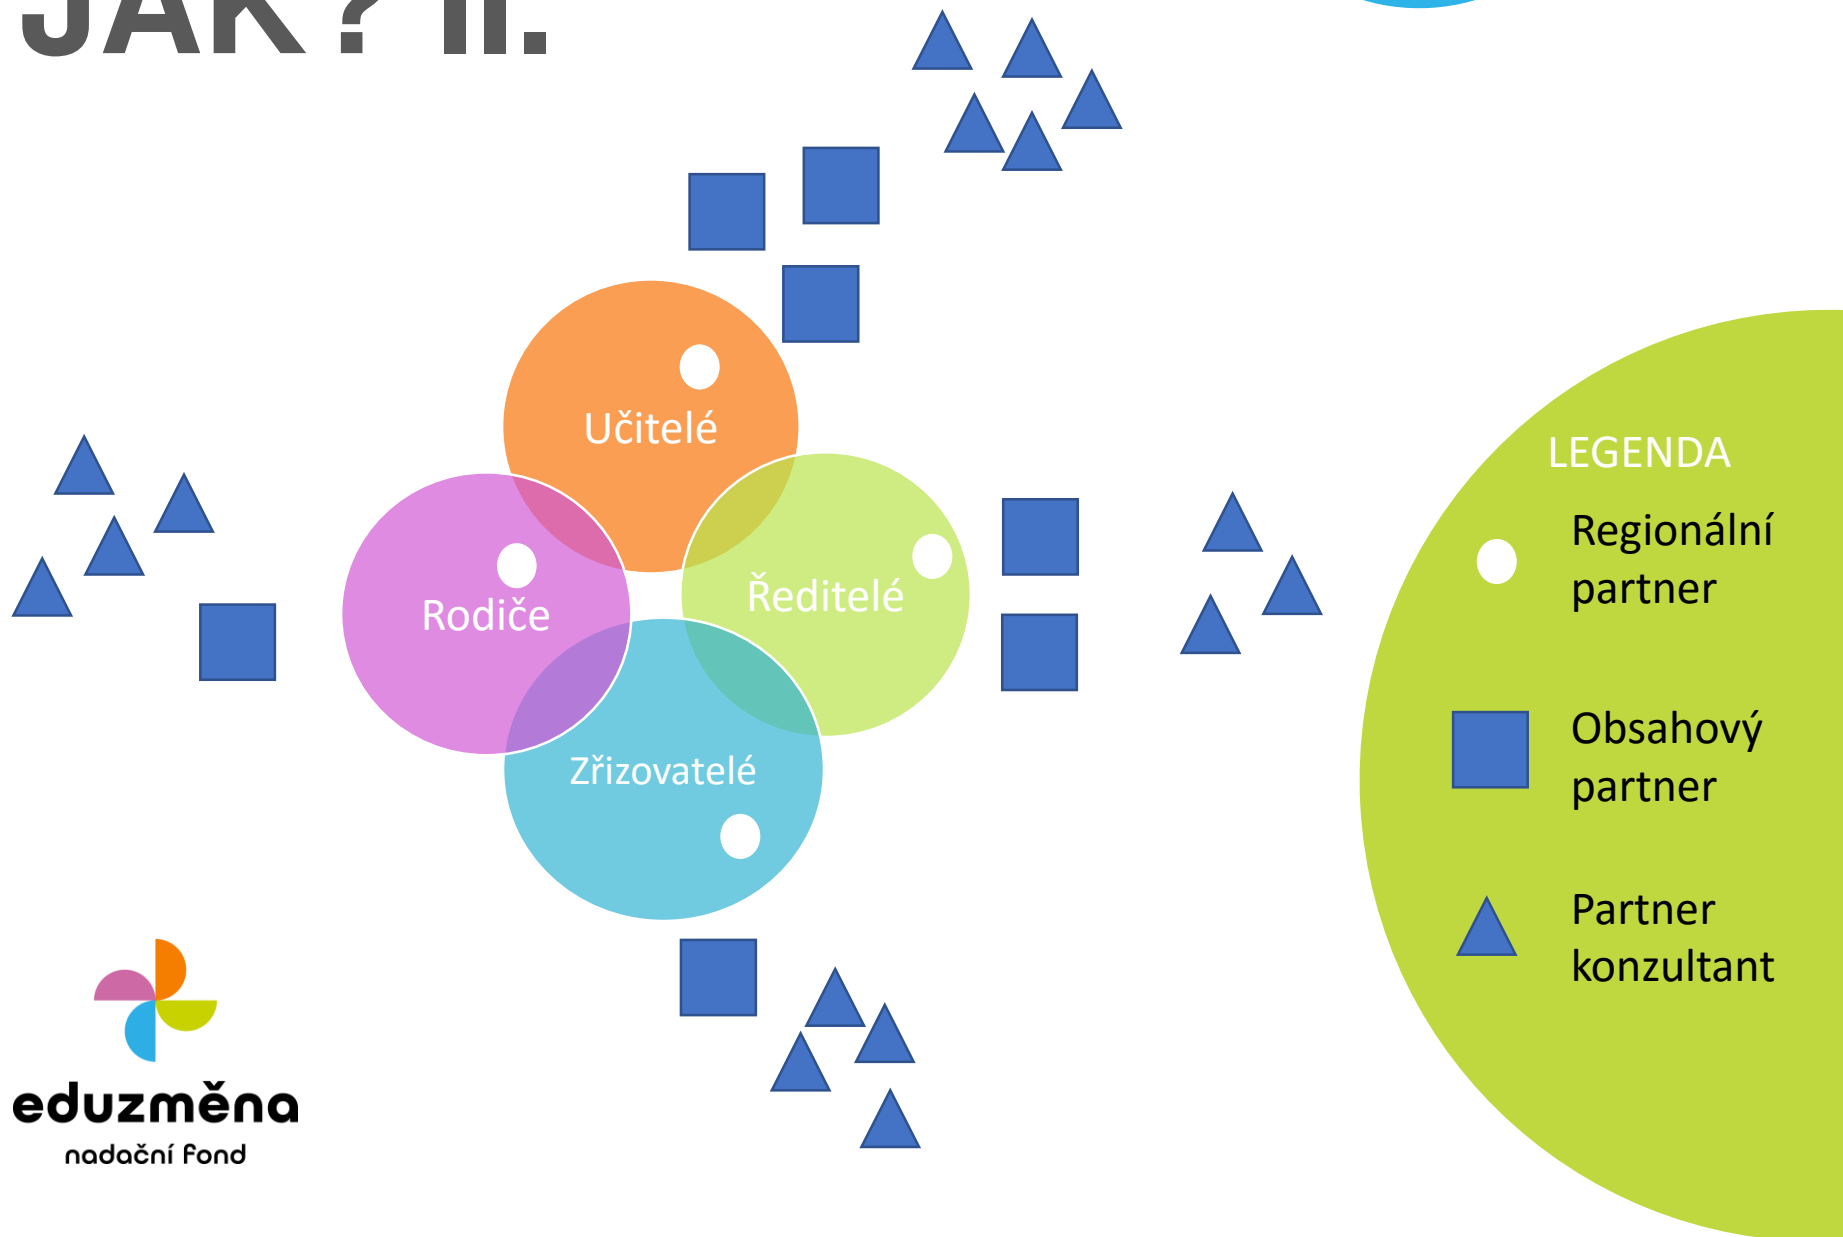 JAK? II.
Učitelé
Rodiče
Ředitelé
Zřizovatelé
LEGENDA
Regionální
partner
Obsahový
partner
Partner
konzultant
eduzměna
nadační fond